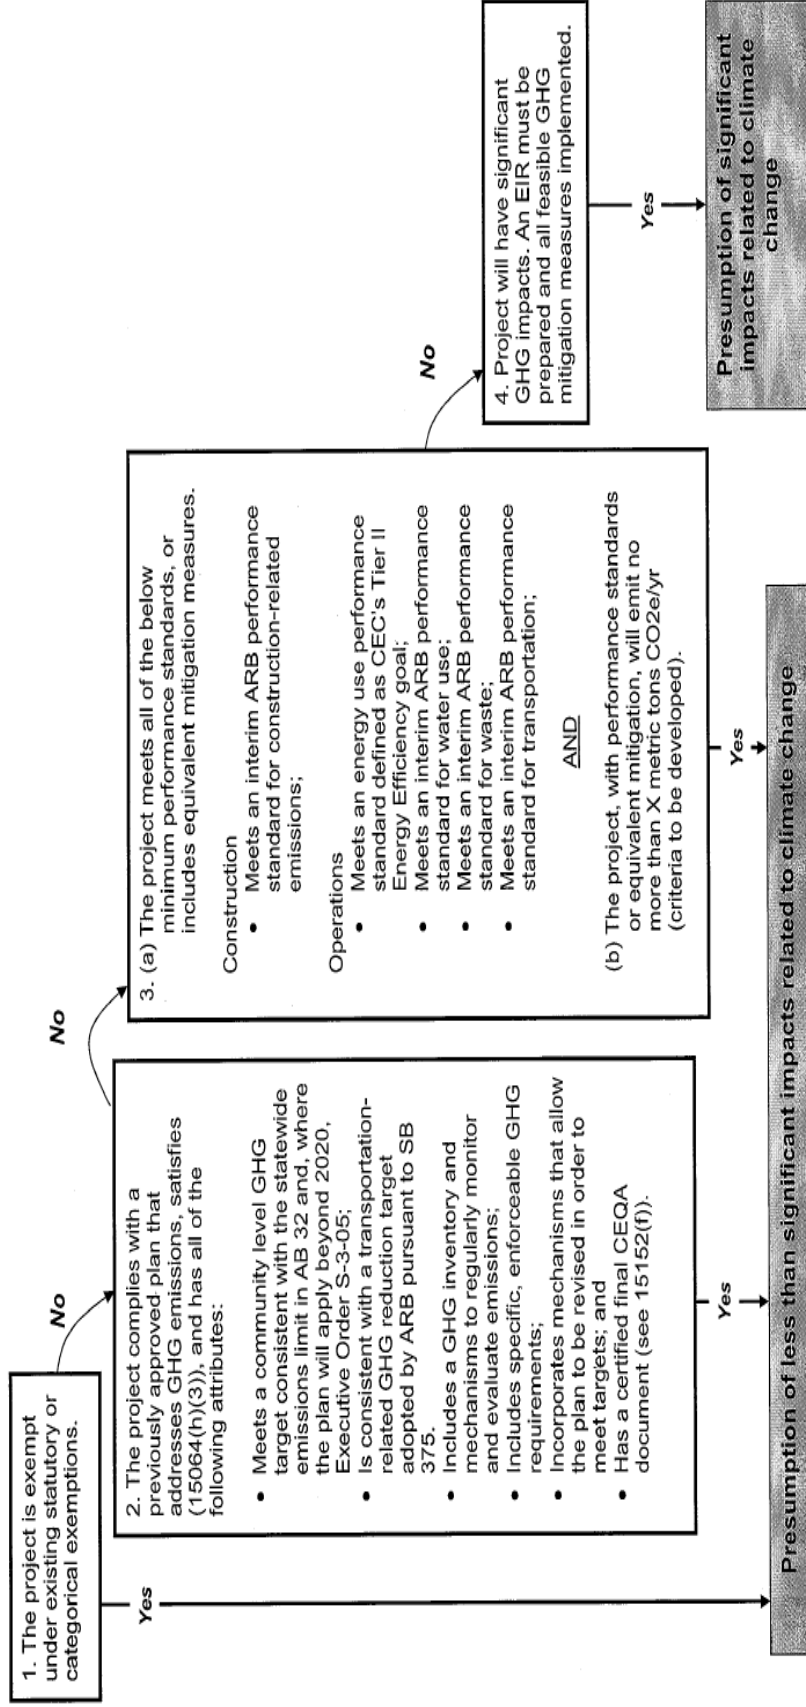 1. The project is exempt
under existing statutory or
categorical exemptions.
No
Yes
2. The project complies with a
previously approved plan that
addresses GHG emissions, satisfies
(15064(h)(3)), and has all of the
following attributes:
• Meets a community level GHG
target consistent with the statewide
emissions limit in AB 32 and, where
the plan will apply beyond 2020,
Executive Order S-3-05;
• Is consistent with a transportation-
related GHG reduction target
adopted by ARB pursuant to SB
375.
• Includes a GHG inventory and
mechanisms to regularly monitor
and evaluate emissions;
• Includes specific, enforceable GHG
requirements;
• Incorporates mechanisms that allow
the plan to be revised in order to
meet targets; and
• Has a certified final CEQA
document (see 15152(f)).
No
Yes
3. (a) The project meets all of the below
minimum performance standards, or
includes equivalent mitigation measures.
Construction
• Meets an interim ARB performance
standard for construction-related
emissions;
Operations
• Meets an energy use performance
standard defined as CEC's Tier II
Energy Efficiency goal;
• Meets an interim ARB performance
standard for water use;
• Meets an interim ARB performance
standard for waste;
• Meets an interim ARB performance
standard for transportation;
AND
(b) The project, with performance standards
or equivalent mitigation, will emit no
more than X metric tons CO2e/yr
(criteria to be developed).
No
Yes
4. Project will have significant
GHG impacts. An EIR must be
prepared and all feasible GHG
mitigation measures implemented.
Yes
Presumption of less than significant impacts related to climate change
Presumption of significant
impacts related to climate
change